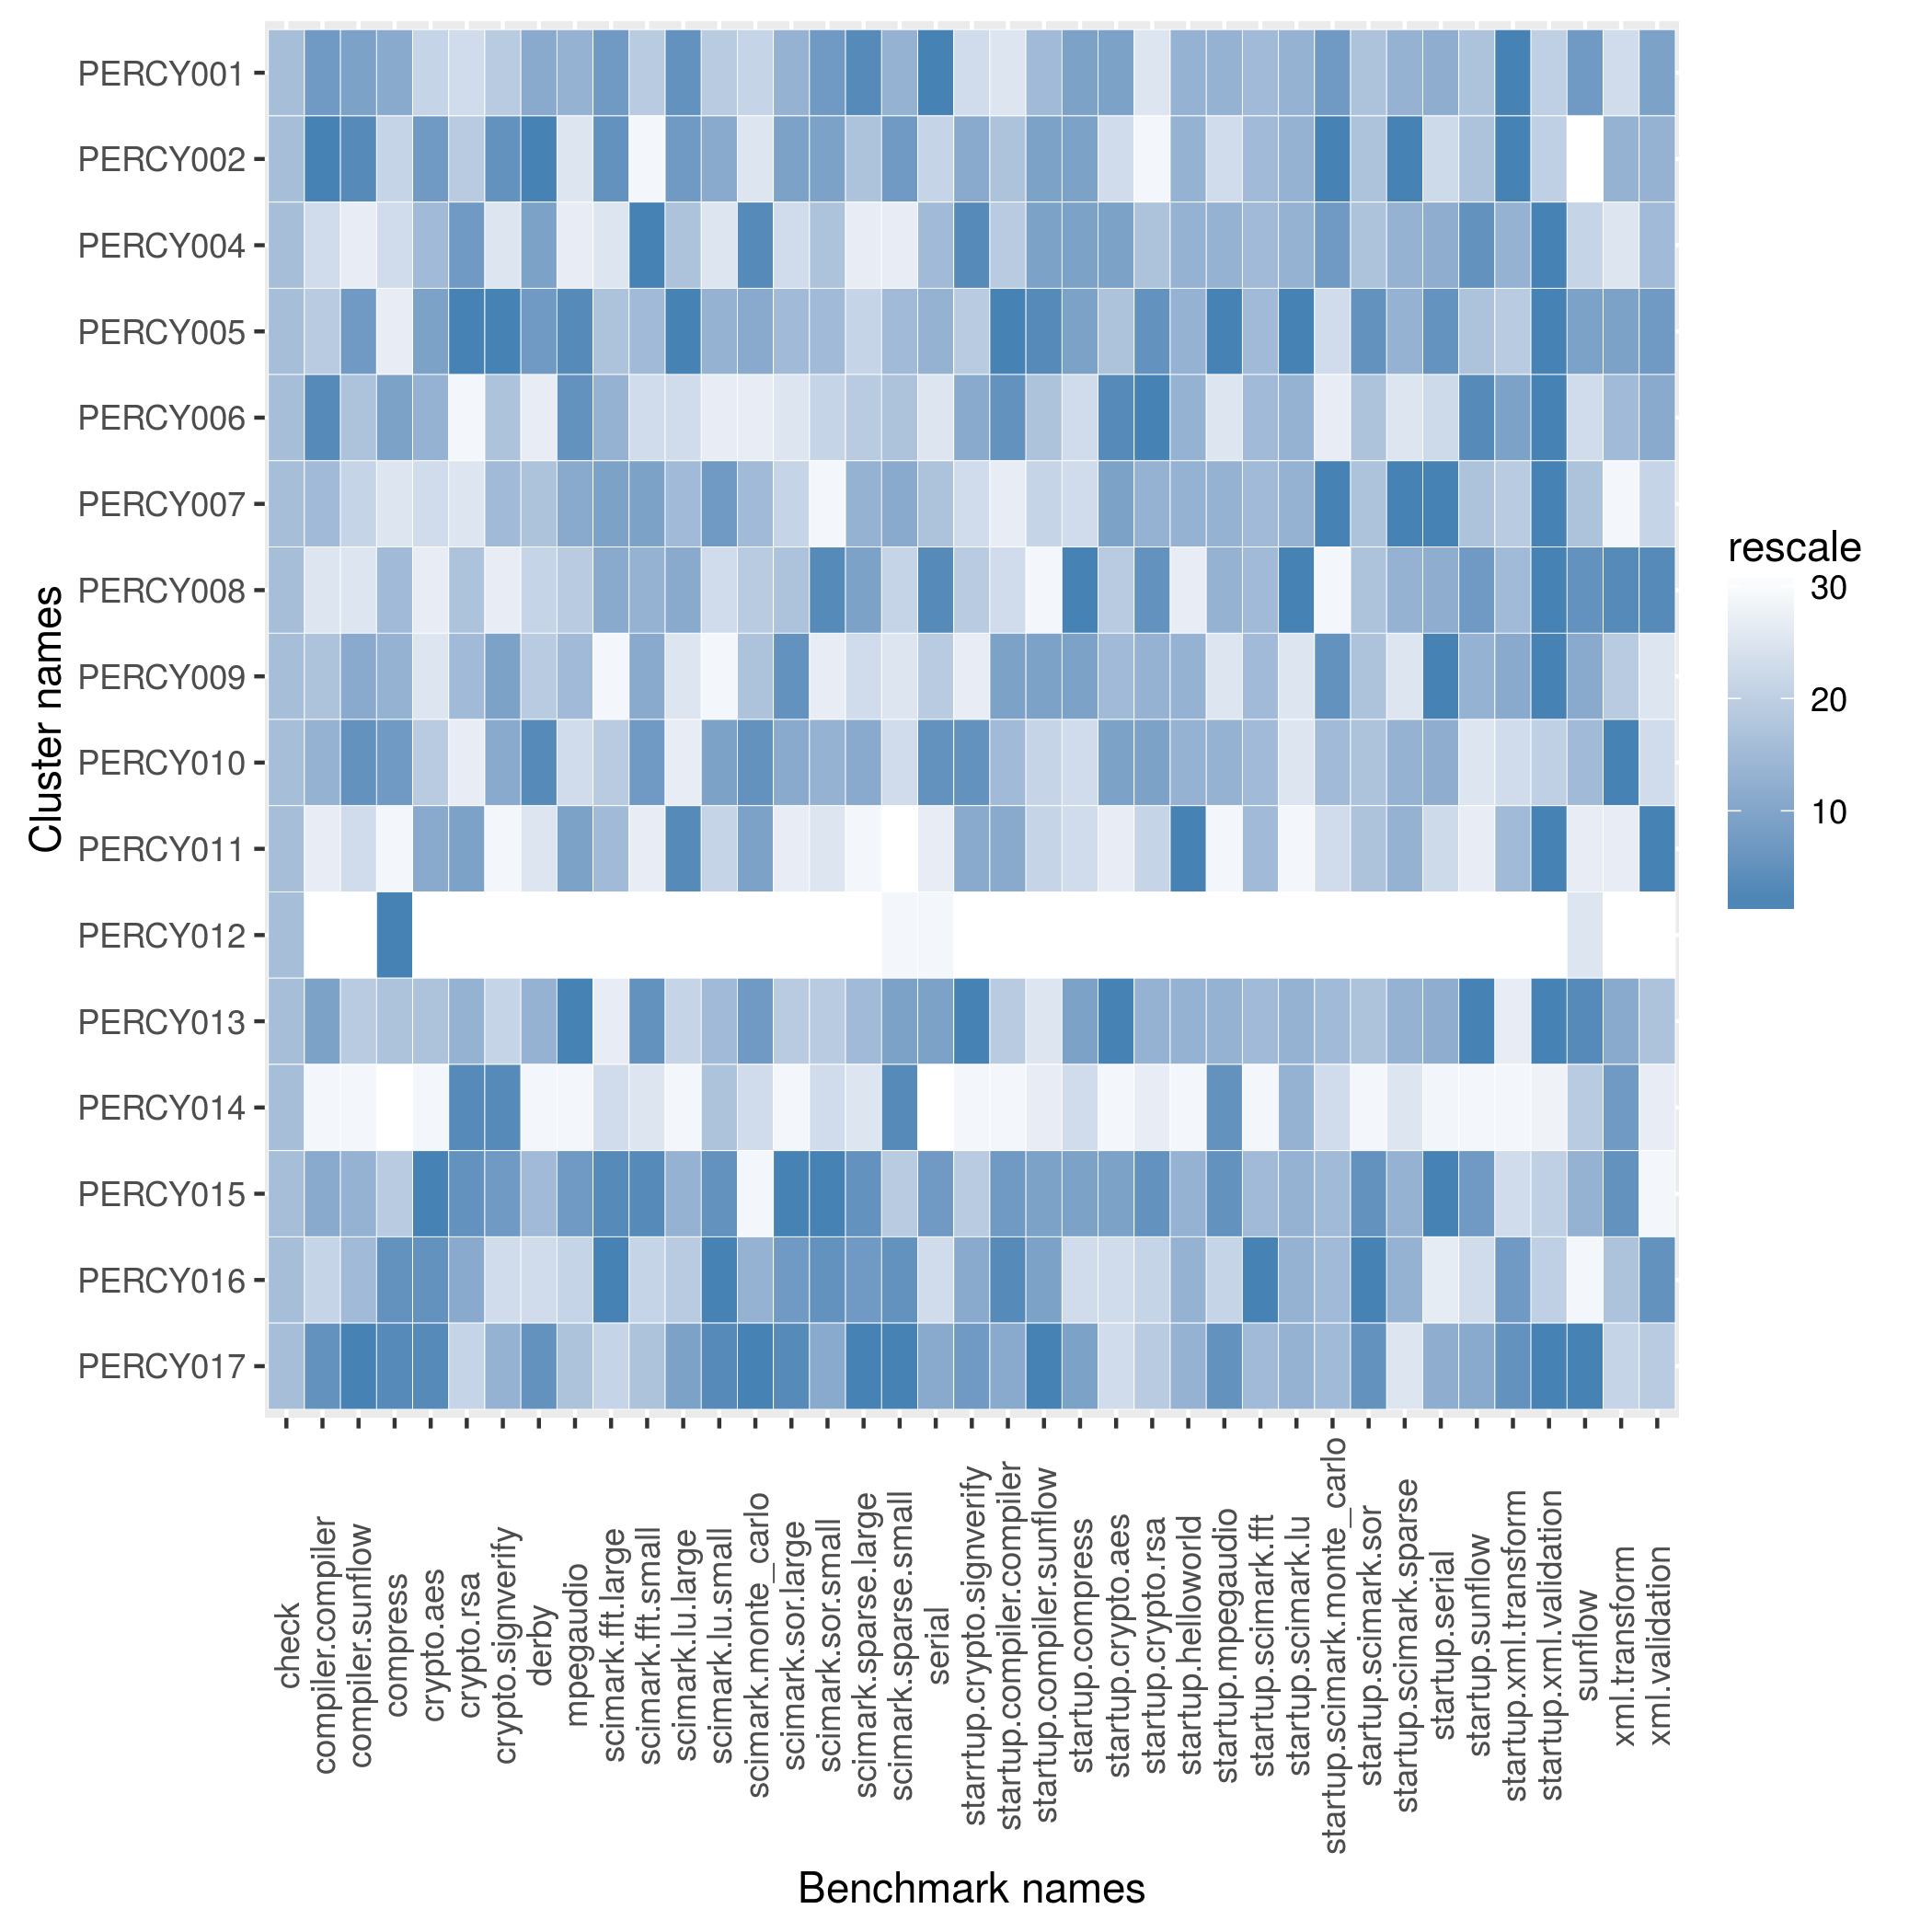 PERCY001
PERCY002
PERCY004
PERCY005
PERCY006
PERCY007
PERCY008
PERCY009
PERCY010
PERCY011
PERCY012
PERCY013
PERCY014
PERCY015
PERCY016
PERCY017
Cluster names
rescale
30
20
10
check
compiler.compiler
compiler.sunflow
compress
crypto.aes
crypto.rsa
crypto.signverify
derby
mpegaudio
scimark.fft.large
scimark.fft.small
scimark.lu.large
scimark.lu.small
scimark.monte_carlo
scimark.sor.large
scimark.sor.small
scimark.sparse.large
scimark.sparse.small
serial
starrtup.crypto.signverify
startup.compiler.compiler
startup.compiler.sunflow
startup.compress
startup.crypto.aes
startup.crypto.rsa
startup.helloworld
startup.mpegaudio
startup.scimark.fft
startup.scimark.lu
startup.scimark.monte_carlo
startup.scimark.sor
startup.scimark.sparse
startup.serial
startup.sunflow
startup.xml.transform
startup.xml.validation
sunflow
xml.transform
xml.validation
Benchmark names